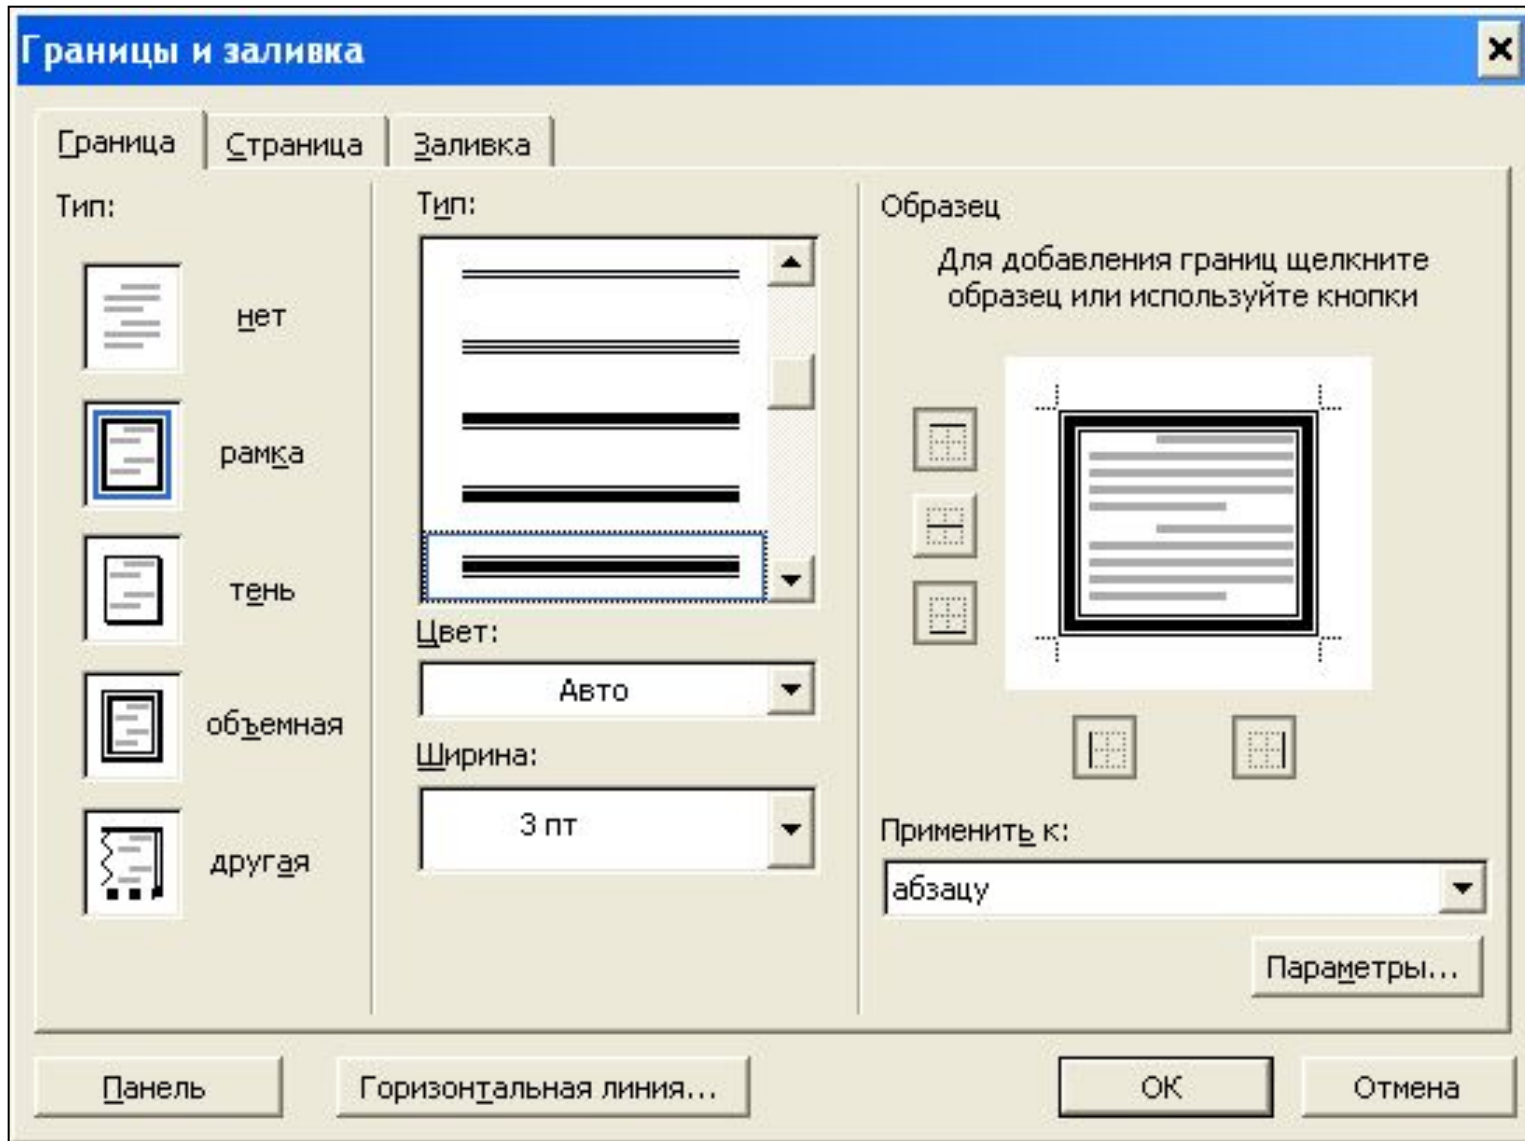 Границы и заливка
Граница
Страница
Заливка
Тип:
нет
рамка
тень
объемная
другая
Тип:
Цвет:
Авто
Ширина:
3 пт
Образец
Для добавления границ щелкните
образец или используйте кнопки
Применить к:
абзацу
Параметры...
Панель
Горизонтальная линия...
ОК
Отмена